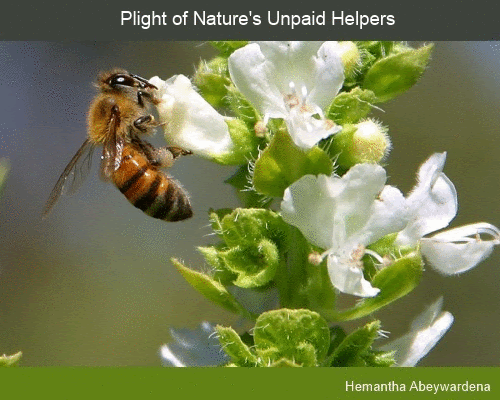 Plight of Nature's Unpaid Helpers
Hemantha Abeywardena